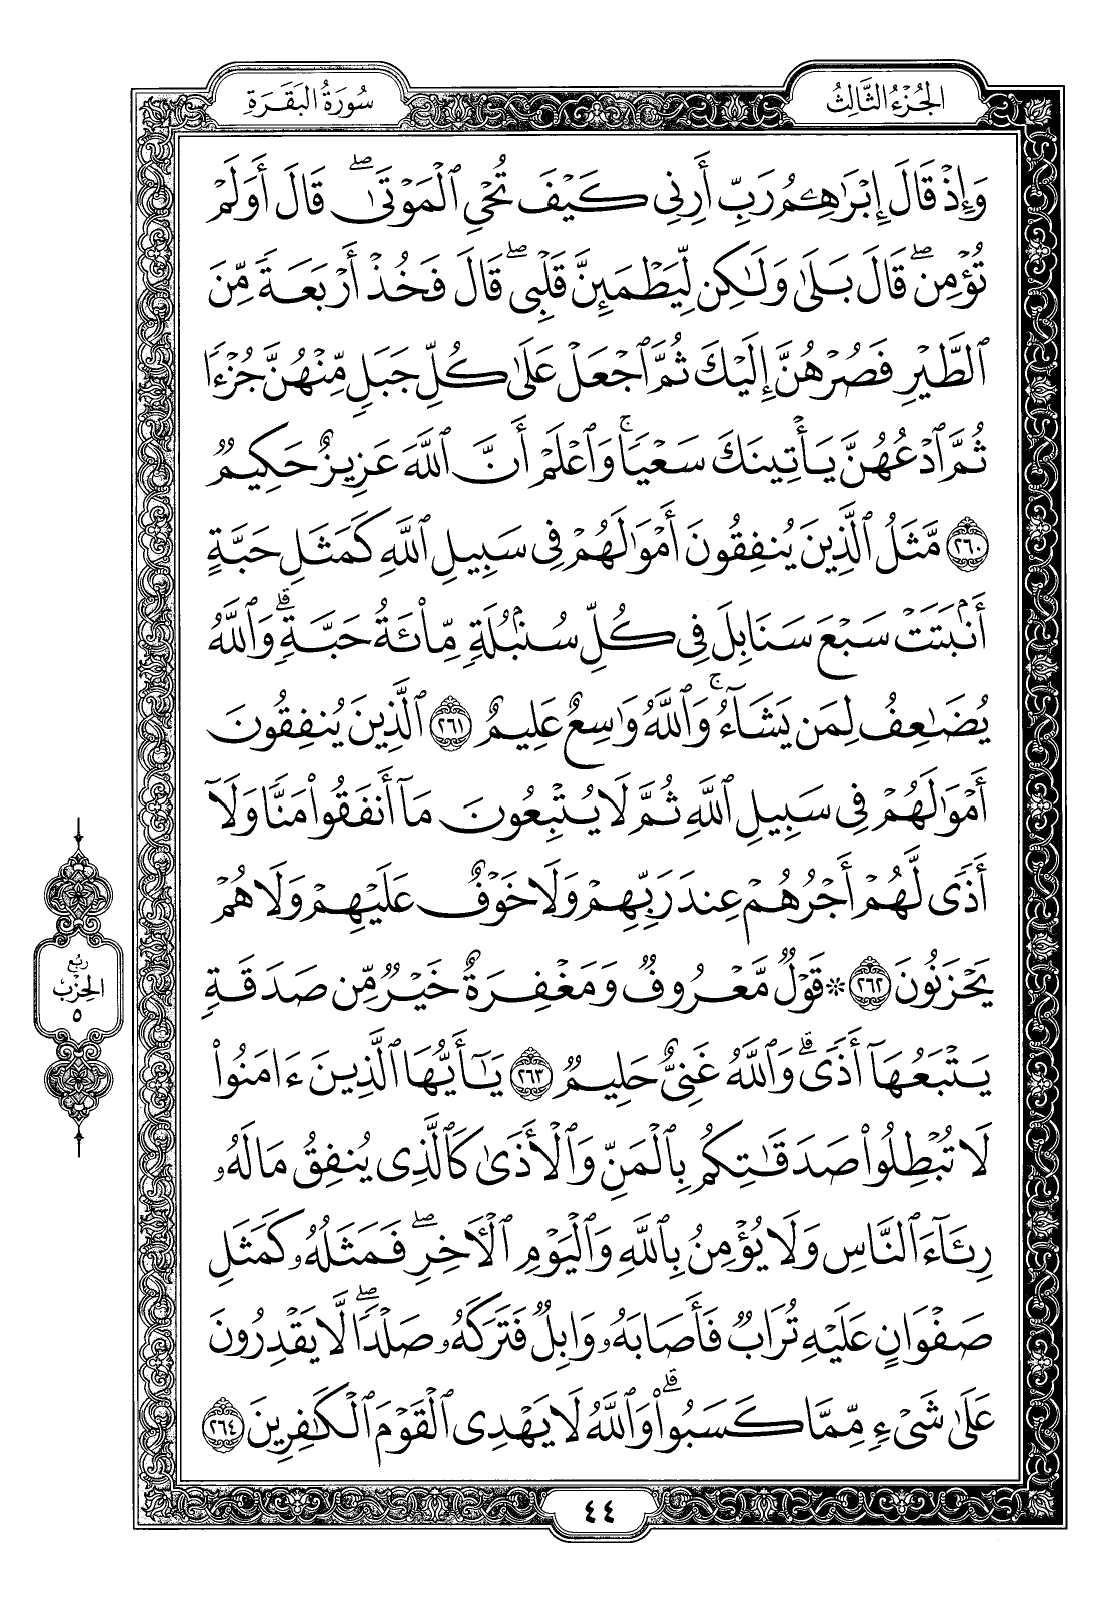 الجُزْءُ الثَّالِثُ
سُورَةُ البَقَرَةِ
وَإِذْ قَالَ إِبْرَٰهِـۧمُ رَبِّ أَرِنِي كَيْفَ تُحْيِ ٱلْمَوْتَىٰۖ قَالَ أَوَلَمْ
تُؤْمِنۖ قَالَ بَلَىٰ وَلَٰكِن لِّيَطْمَئِنَّ قَلْبِيۖ قَالَ فَخُذْ أَرْبَعَةٗ مِّنَ
ٱلطَّيْرِ فَصُرْهُنَّ إِلَيْكَ ثُمَّ ٱجْعَلْ عَلَىٰ كُلِّ جَبَلٖ مِّنْهُنَّ جُزْءٗا
ثُمَّ ٱدْعُهُنَّ يَأْتِينَكَ سَعْيٗاۚ وَٱعْلَمْ أَنَّ ٱللَّهَ عَزِيزٌ حَكِيمٞ
٢٦٠ مَّثَلُ ٱلَّذِينَ يُنفِقُونَ أَمْوَٰلَهُمْ فِي سَبِيلِ ٱللَّهِ كَمَثَلِ حَبَّةٍ
أَنۢبَتَتْ سَبْعَ سَنَابِلَ فِي كُلِّ سُنۢبُلَةٖ مِّاْئَةُ حَبَّةٖۗ وَٱللَّهُ
يُضَٰعِفُ لِمَن يَشَآءُۚ وَٱللَّهُ وَٰسِعٌ عَلِيمٌ ٢٦١ ٱلَّذِينَ يُنفِقُونَ
أَمْوَٰلَهُمْ فِي سَبِيلِ ٱللَّهِ ثُمَّ لَا يُتْبِعُونَ مَآ أَنفَقُواْ مَنّٗا وَلَآ
أَذٗى لَّهُمْ أَجْرُهُمْ عِندَ رَبِّهِمْ وَلَا خَوْفٌ عَلَيْهِمْ وَلَا هُمْ
يَحْزَنُونَ ٢٦٢ ۞قَوْلٞ مَّعْرُوفٞ وَمَغْفِرَةٌ خَيْرٞ مِّن صَدَقَةٖ
يَتْبَعُهَآ أَذٗىۗ وَٱللَّهُ غَنِيٌّ حَلِيمٞ ٢٦٣ يَٰٓأَيُّهَا ٱلَّذِينَ ءَامَنُواْ
لَا تُبْطِلُواْ صَدَقَٰتِكُم بِٱلْمَنِّ وَٱلْأَذَىٰ كَٱلَّذِي يُنفِقُ مَالَهُۥ
رِئَآءَ ٱلنَّاسِ وَلَا يُؤْمِنُ بِٱللَّهِ وَٱلْيَوْمِ ٱلْأٓخِرِۖ فَمَثَلُهُۥ كَمَثَلِ
صَفْوَانٍ عَلَيْهِ تُرَابٞ فَأَصَابَهُۥ وَابِلٞ فَتَرَكَهُۥ صَلْدٗاۖ لَّا يَقْدِرُونَ
عَلَىٰ شَيْءٖ مِّمَّا كَسَبُواْۗ وَٱللَّهُ لَا يَهْدِي ٱلْقَوْمَ ٱلْكَٰفِرِينَ ٢٦٤
ربع
الحِزْب
٥
٤٤